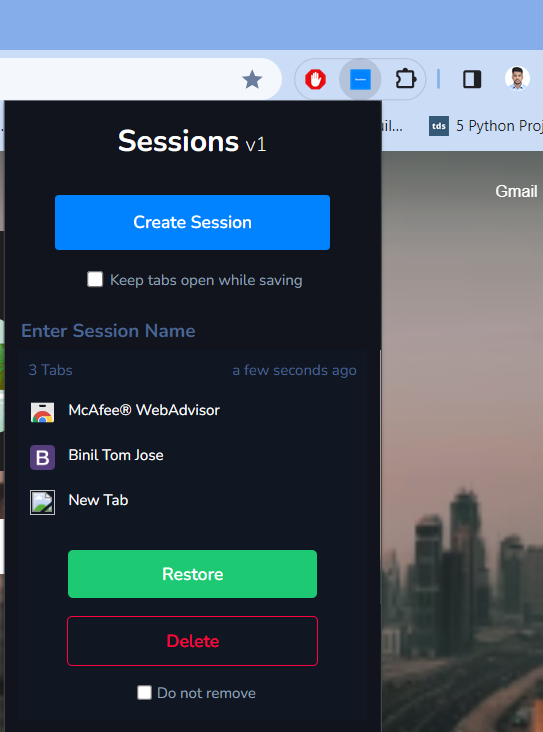 uil...
tds 5 Python Proj
Sessions v1
Gmail
Create Session
Keep tabs open while saving
Enter Session Name
3 Tabs a few seconds ago
McAfee® WebAdvisor
B Binil Tom Jose
New Tab
Restore
Delete
Do not remove